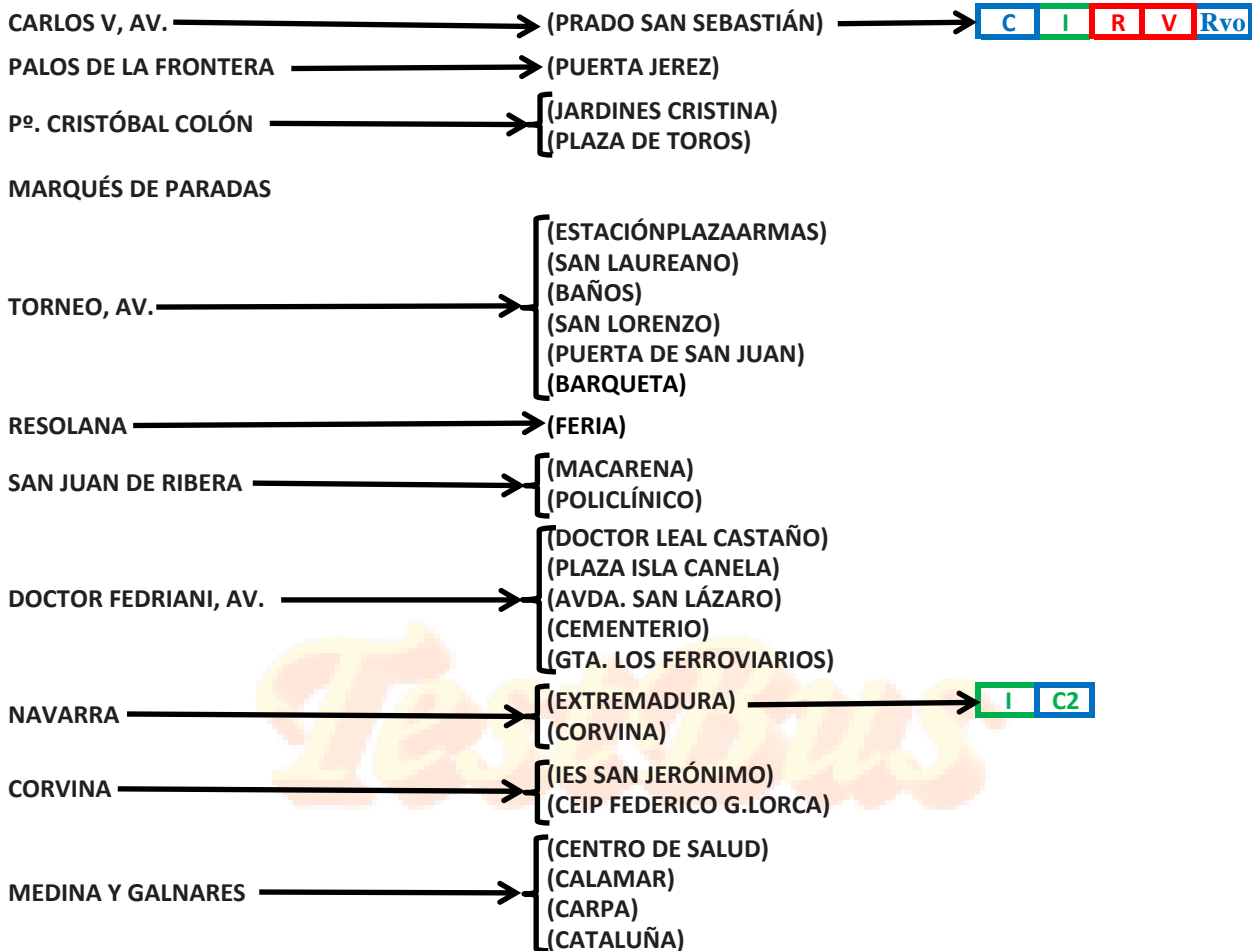 CARLOS V, AV. (PRADO SAN SEBASTIÁN) C I R V Rvo
PALOS DE LA FRONTERA (PUERTA JEREZ)
Pº. CRISTÓBAL COLÓN (JARDINES CRISTINA)
(PLAZA DE TOROS)
MARQUÉS DE PARADAS
TORNEO, AV. (ESTACIÓNPLAZAARMAS)
(SAN LAUREANO)
(BAÑOS)
(SAN LORENZO)
(PUERTA DE SAN JUAN)
(BARQUETA)
RESOLANA (FERIA)
SAN JUAN DE RIBERA (MACARENA)
(POLICLÍNICO)
DOCTOR FEDRIANI, AV. (DOCTOR LEAL CASTAÑO)
(PLAZA ISLA CANELA)
(AVDA. SAN LÁZARO)
(CEMENTERIO)
(GTA. LOS FERROVIARIOS)
NAVARRA (EXTREMADURA) I C2
(CORVINA)
CORVINA (IES SAN JERÓNIMO)
(CEIP FEDERICO G.LORCA)
MEDINA Y GALNARES (CENTRO DE SALUD)
(CALAMAR)
(CARPA)
(CATALUÑA)
TestBus